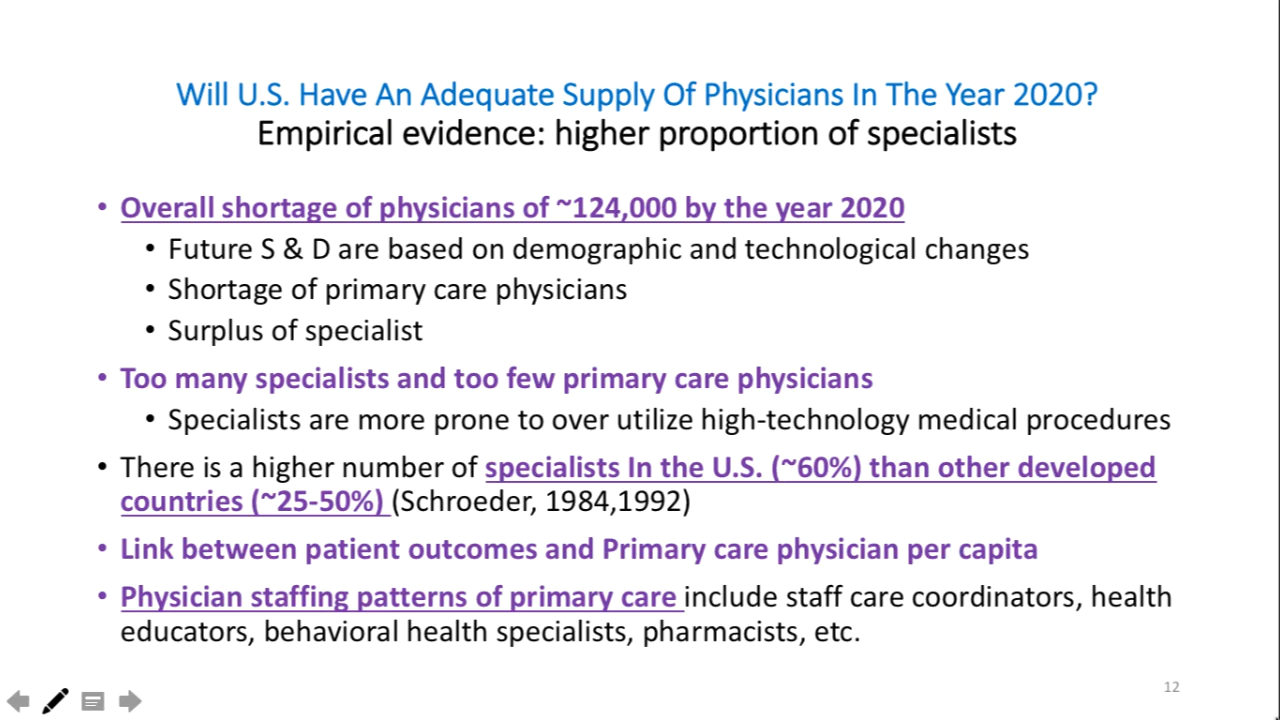 Will U.S. Have An Adequate Supply Of Physicians In The Year 2020?
Empirical evidence: higher proportion of specialists
• Overall shortage of physicians of ~124,000 by the year 2020
• Future S & D are based on demographic and technological changes
• Shortage of primary care physicians
• Surplus of specialist
• Too many specialists and too few primary care physicians
• Specialists are more prone to over utilize high-technology medical procedures
• There is a higher number of specialists In the U.S. (~60%) than other developed
countries (~25-50%) (Schroeder, 1984,1992)
• Link between patient outcomes and Primary care physician per capita
• Physician staffing patterns of primary care include staff care coordinators, health
educators, behavioral health specialists, pharmacists, etc.
12